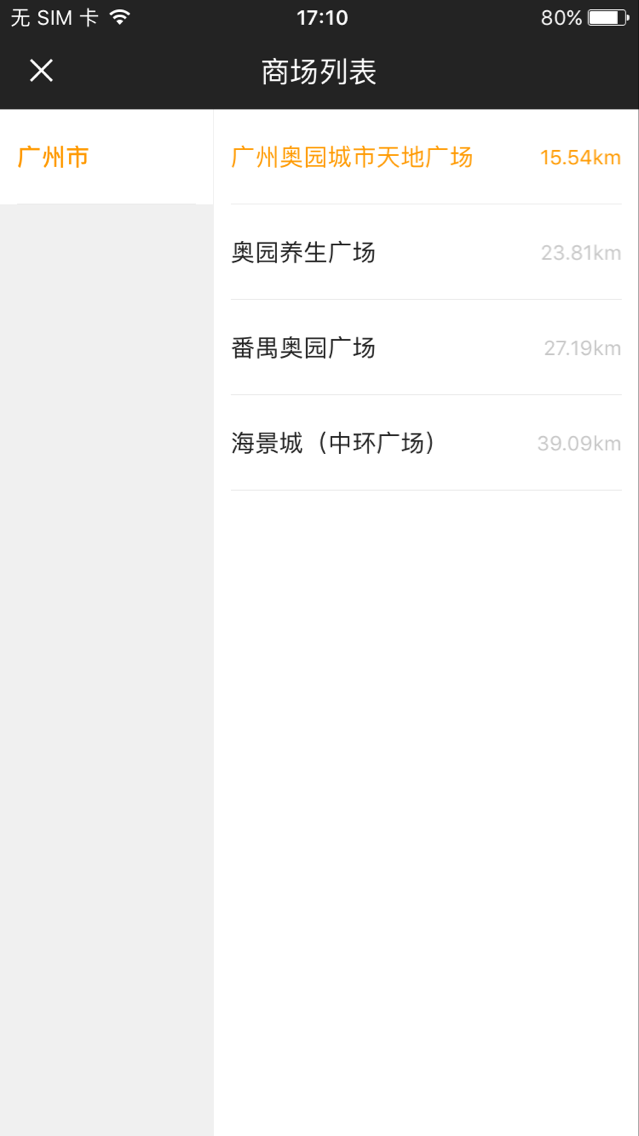 无 SIM 卡 17:10 80%
商场列表
广州市
广州奥园城市天地广场 15.54km
奥园养生广场 23.81km
番禺奥园广场 27.19km
海景城（中环广场） 39.09km